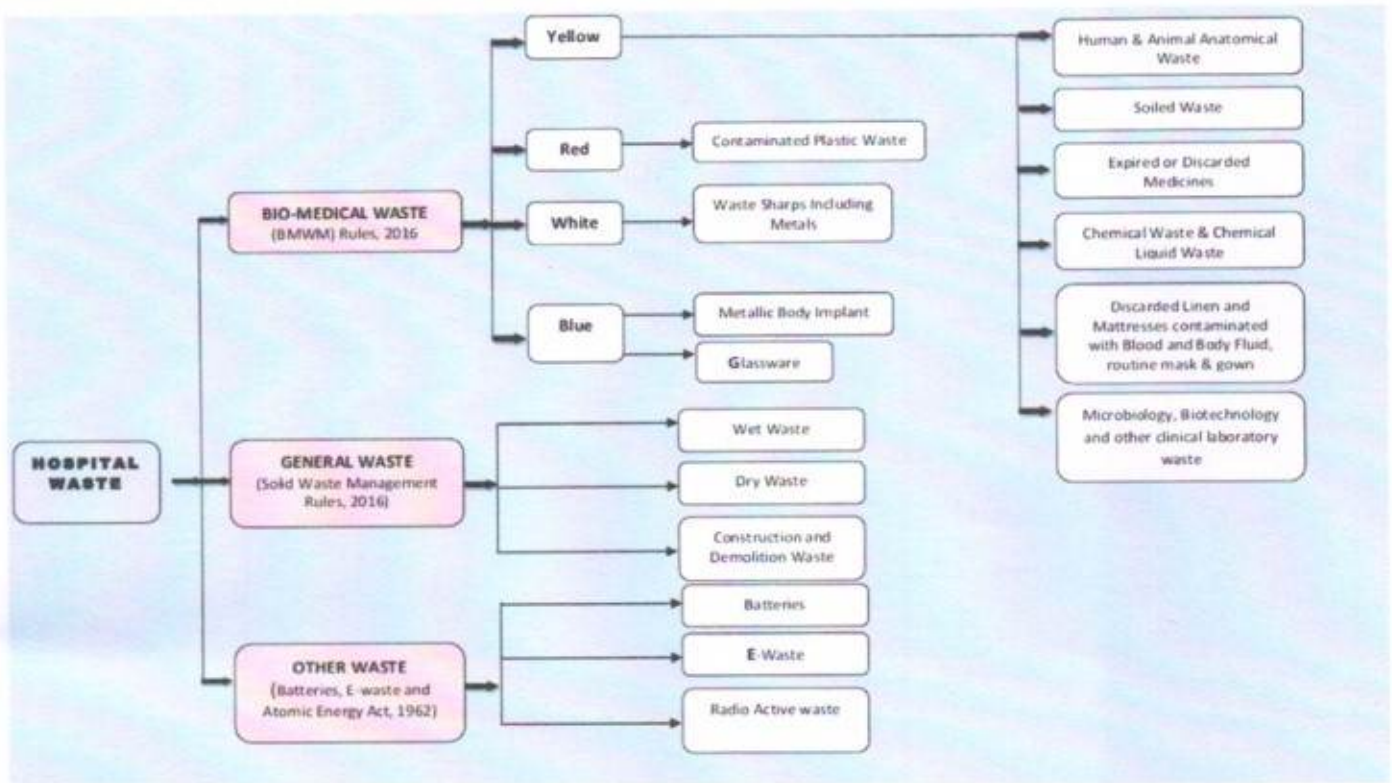 Yellow
Human & Animal Anatomical
Waste
Soiled Waste
Red
Contaminated Plastic Waste
Expired or Discarded
Medicines
BIO-MEDICAL WASTE
(BMWM) Rules, 2016
White
Waste Sharps Including
Metals
Chemical Waste & Chemical
Liquid Waste
Blue
Metallic Body Implant
Glassware
Discarded Linen and
Mattresses contaminated
with Blood and Body Fluid,
routine mask & gown
Microbiology, Biotechnology
and other clinical laboratory
waste
HOSPITAL
WASTE
GENERAL WASTE
(Solid Waste Management
Rules, 2016)
Wet Waste
Dry Waste
Construction and
Demolition Waste
OTHER WASTE
(Batteries, E-waste and
Atomic Energy Act, 1962)
Batteries
E-Waste
Radio Active waste